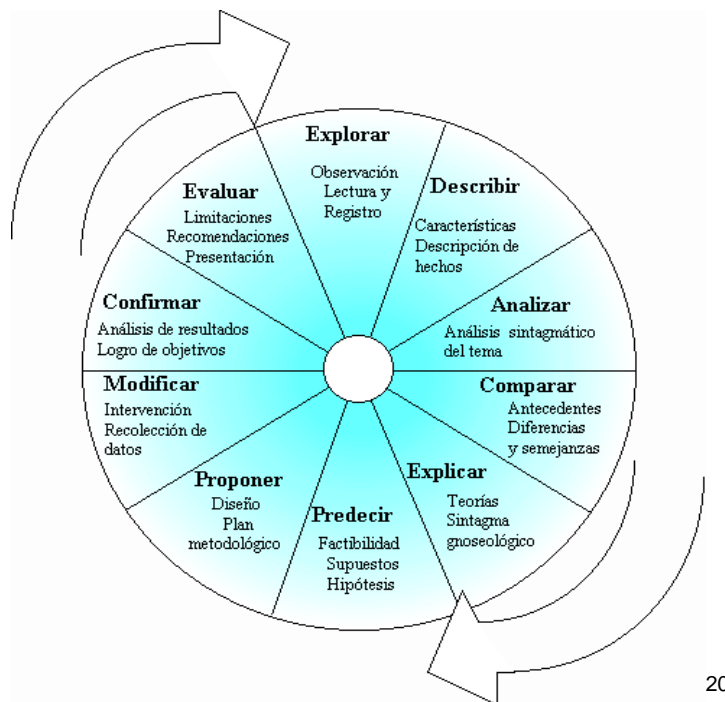 Explorar
Observación
Lectura y
Registro
Describir
Características
Descripción de
hechos
Analizar
Análisis sintagmático
del tema
Comparar
Antecedentes
Diferencias
y semejanzas
Explicar
Teorías
Sintagma
gnoseológico
Predecir
Factibilidad
Supuestos
Hipótesis
Proponer
Diseño
Plan
metodológico
Modificar
Intervención
Recolección de
datos
Confirmar
Análisis de resultados
Logro de objetivos
Evaluar
Limitaciones
Recomendaciones
Presentación
20